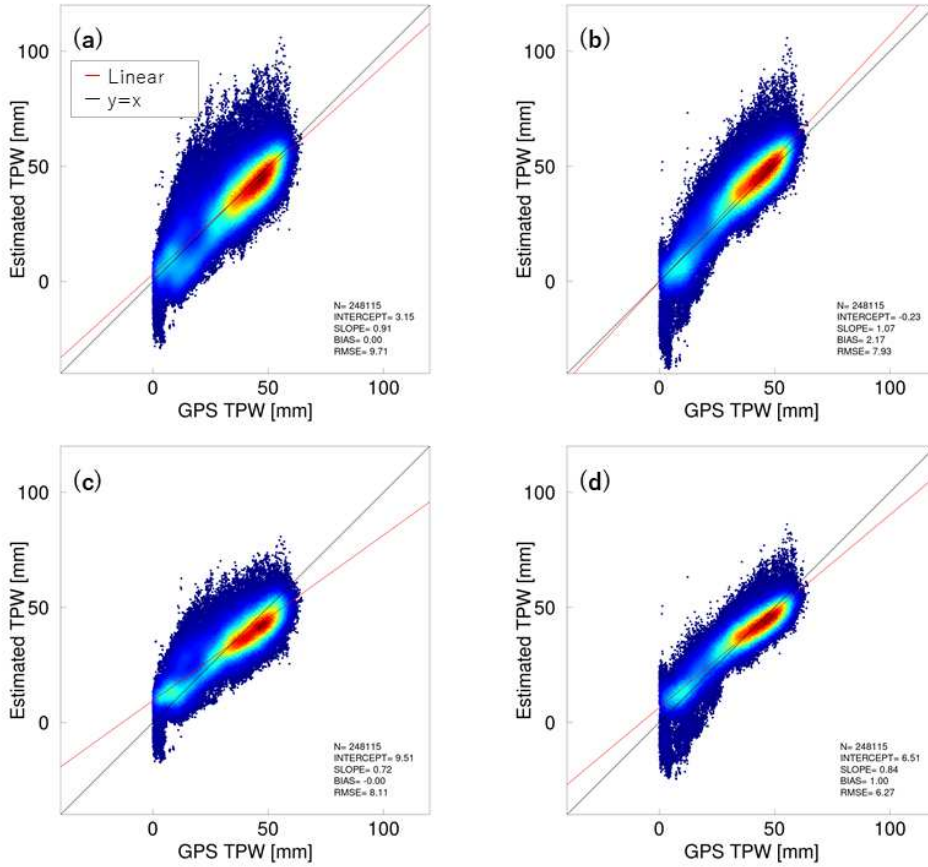 (a)
Linear
y=x
100
50
0
Estimated TPW [mm]
N= 248115
INTERCEPT= 3.15
SLOPE= 0.91
BIAS= 0.00
RMSE= 9.71
0 50 100
GPS TPW [mm]
(b)
100
50
0
Estimated TPW [mm]
N= 248115
INTERCEPT= -0.23
SLOPE= 1.07
BIAS= 2.17
RMSE= 7.93
0 50 100
GPS TPW [mm]
(c)
100
50
0
Estimated TPW [mm]
N= 248115
INTERCEPT= 9.51
SLOPE= 0.72
BIAS= -0.00
RMSE= 8.11
0 50 100
GPS TPW [mm]
(d)
100
50
0
Estimated TPW [mm]
N= 248115
INTERCEPT= 6.51
SLOPE= 0.84
BIAS= 1.00
RMSE= 6.27
0 50 100
GPS TPW [mm]